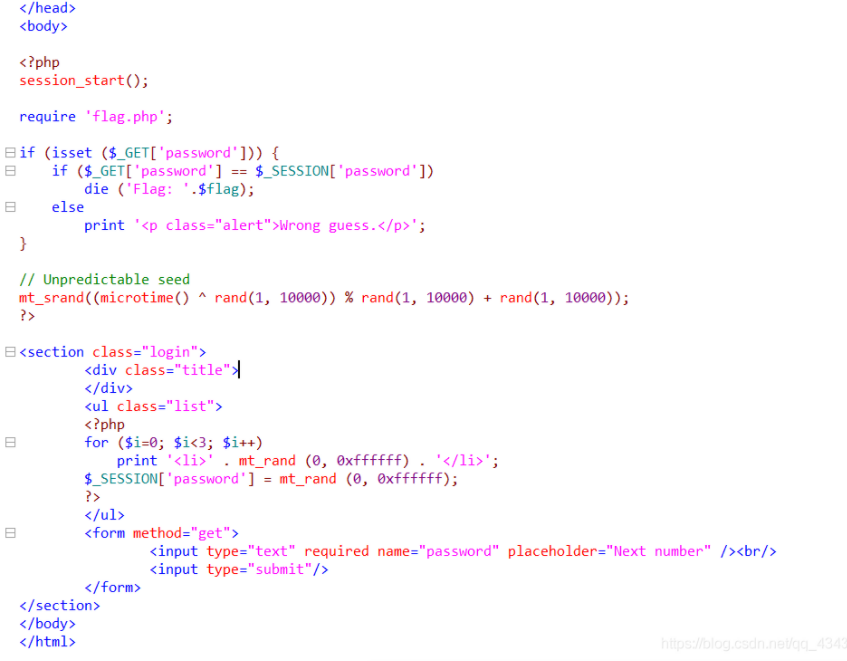 </head>
<body>
<?php
session_start();
require 'flag.php';
if (isset ($_GET['password'])) {
if ($_GET['password'] == $_SESSION['password'])
die ('Flag: '.$flag);
else
print '<p class="alert">Wrong guess.</p>';
}
// Unpredictable seed
mt_srand((microtime() ^ rand(1, 10000)) % rand(1, 10000) + rand(1, 10000));
?>
<section class="login">
<div class="title">
</div>
<ul class="list">
<?php
for ($i=0; $i<3; $i++)
print '<li>' . mt_rand (0, 0xffffff) . '</li>';
$_SESSION['password'] = mt_rand (0, 0xffffff);
?>
</ul>
<form method="get">
<input type="text" required name="password" placeholder="Next number" /><br/>
<input type="submit"/>
</form>
</section>
</body>
</html>
https://blog.csdn.net/qq_4343